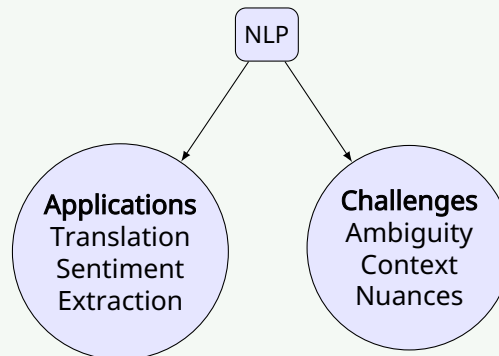 NLP
Applications
Translation
Sentiment
Extraction
Challenges
Ambiguity
Context
Nuances